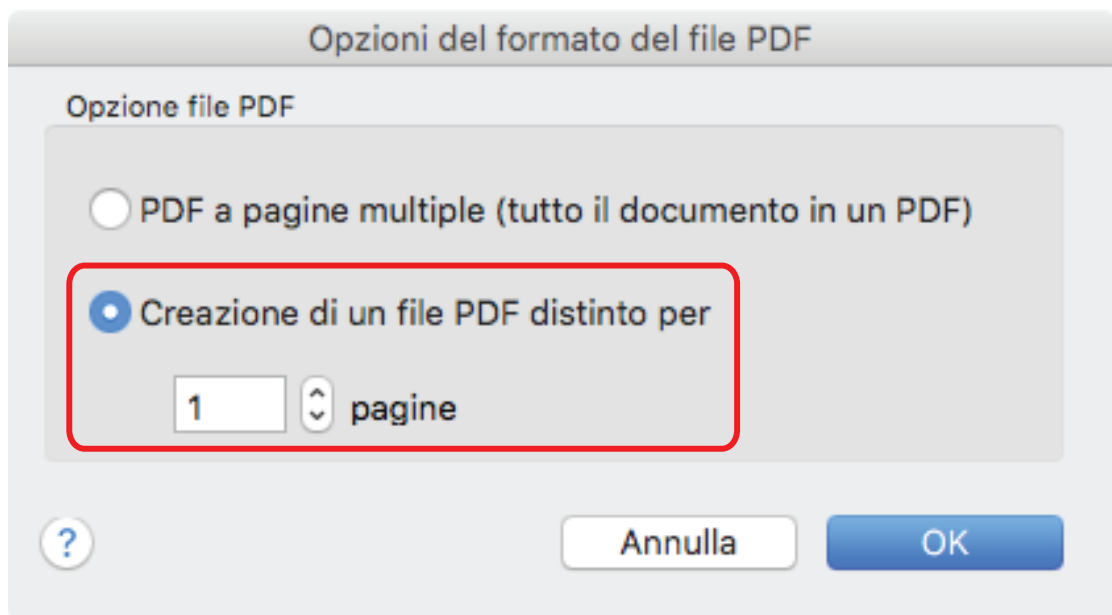 Opzioni del formato del file PDF
Opzione file PDF
PDF a pagine multiple (tutto il documento in un PDF)
Creazione di un file PDF distinto per
1 pagine
? Annulla OK